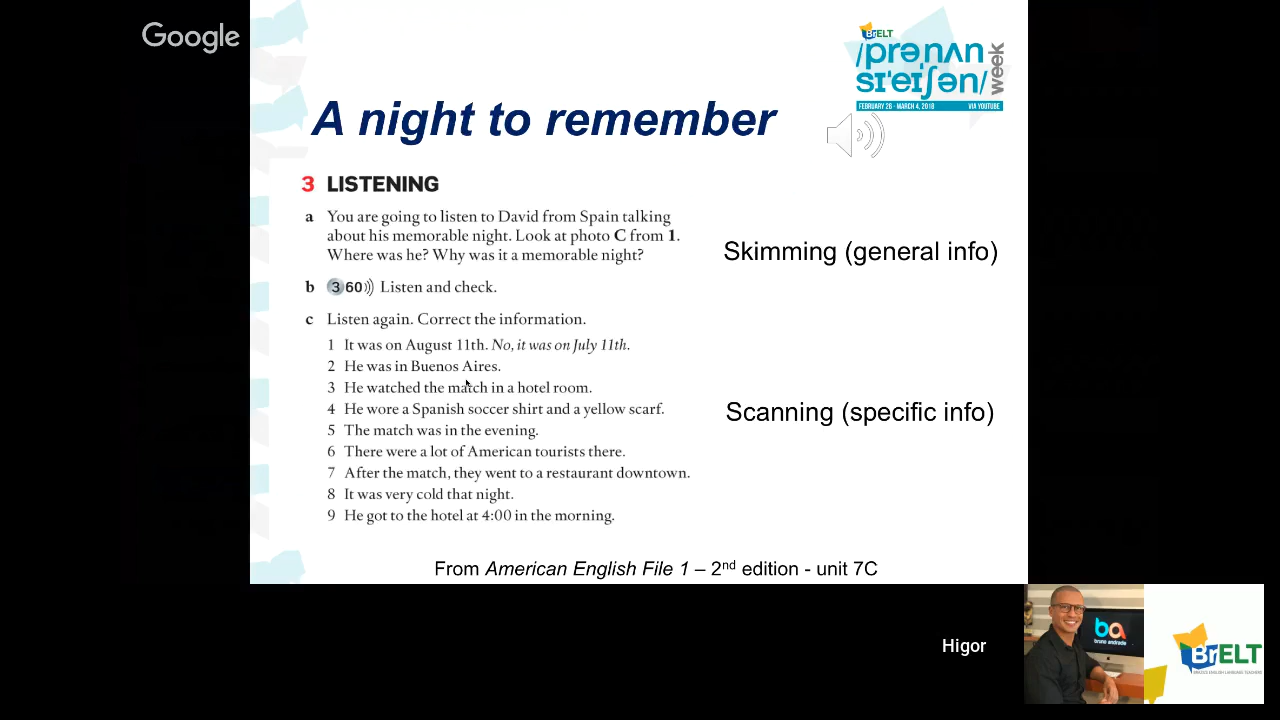 Google
BrELT
/prənʌn
sɪˈeɪʃən/
week
FEBRUARY 26 - MARCH 4, 2018
VIA YOUTUBE
A night to remember
3 LISTENING
a You are going to listen to David from Spain talking
about his memorable night. Look at photo C from 1.
Where was he? Why was it a memorable night?
Skimming (general info)
b 3 60 Listen and check.
c Listen again. Correct the information.
1 It was on August 11th. No, it was on July 11th.
2 He was in Buenos Aires.
3 He watched the match in a hotel room.
4 He wore a Spanish soccer shirt and a yellow scarf.
Scanning (specific info)
5 The match was in the evening.
6 There were a lot of American tourists there.
7 After the match, they went to a restaurant downtown.
8 It was very cold that night.
9 He got to the hotel at 4:00 in the morning.
From American English File 1 – 2nd edition - unit 7C
Higor
ba
bruno andrade
BrELT
BRAZIL'S ENGLISH LANGUAGE TEACHERS